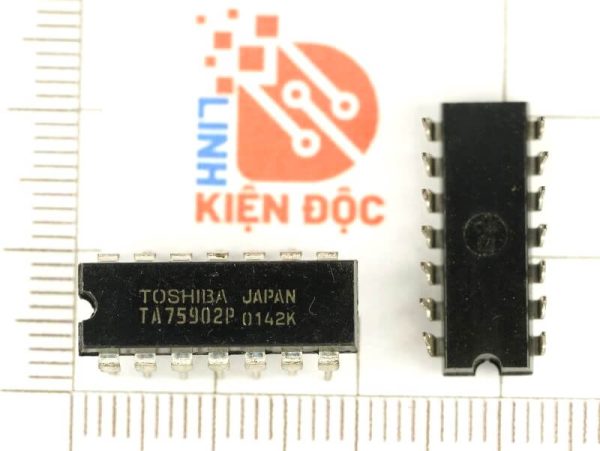 LINH
KIỆN ĐỘC
TOSHIBA JAPAN
TA75902P 0142K